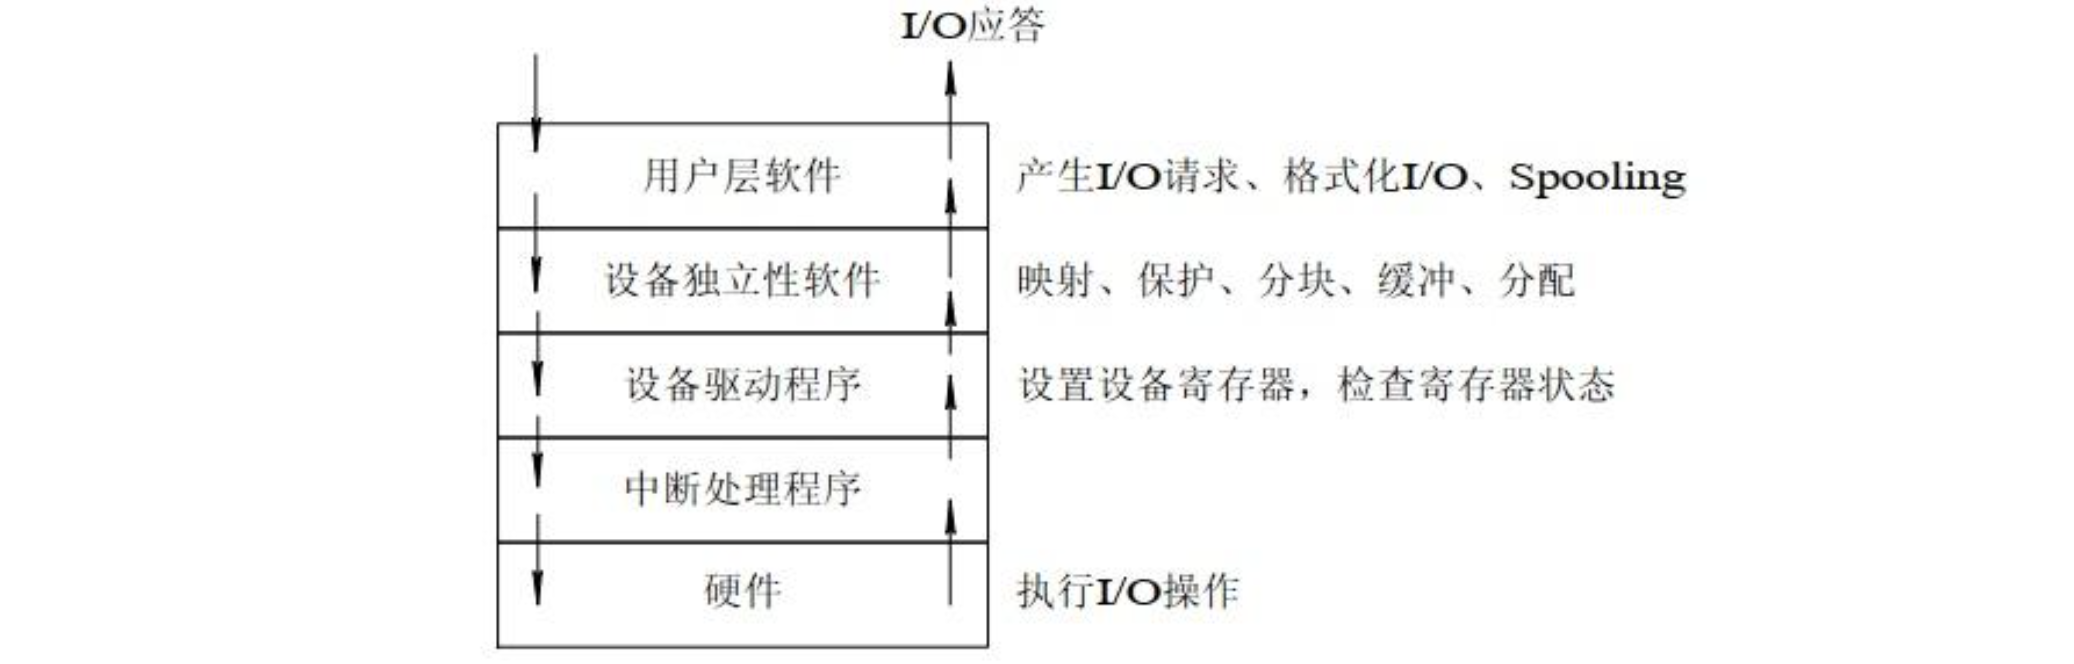 I/O应答
用户层软件 产生I/O请求、格式化I/O、Spooling
设备独立性软件 映射、保护、分块、缓冲、分配
设备驱动程序 设置设备寄存器，检查寄存器状态
中断处理程序
硬件 执行I/O操作